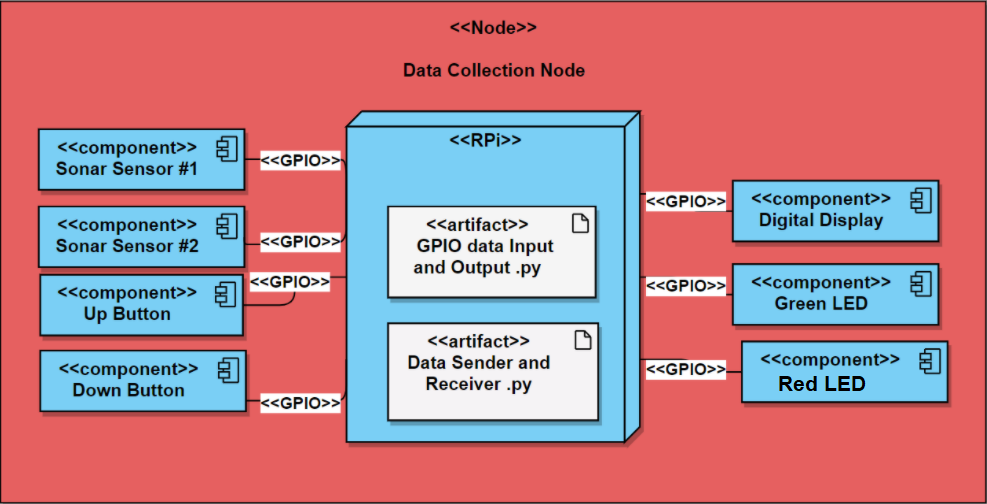 <<Node>>
Data Collection Node
<<RPi>>
<<component>>
Sonar Sensor #1
<<GPIO>>
<<component>>
Sonar Sensor #2
<<GPIO>>
<<component>>
Up Button
<<GPIO>>
<<component>>
Down Button
<<GPIO>>
<<artifact>>
GPIO data Input
and Output .py
<<artifact>>
Data Sender and
Receiver .py
<<GPIO>>
<<component>>
Digital Display
<<GPIO>>
<<component>>
Green LED
<<GPIO>>
<<component>>
Red LED